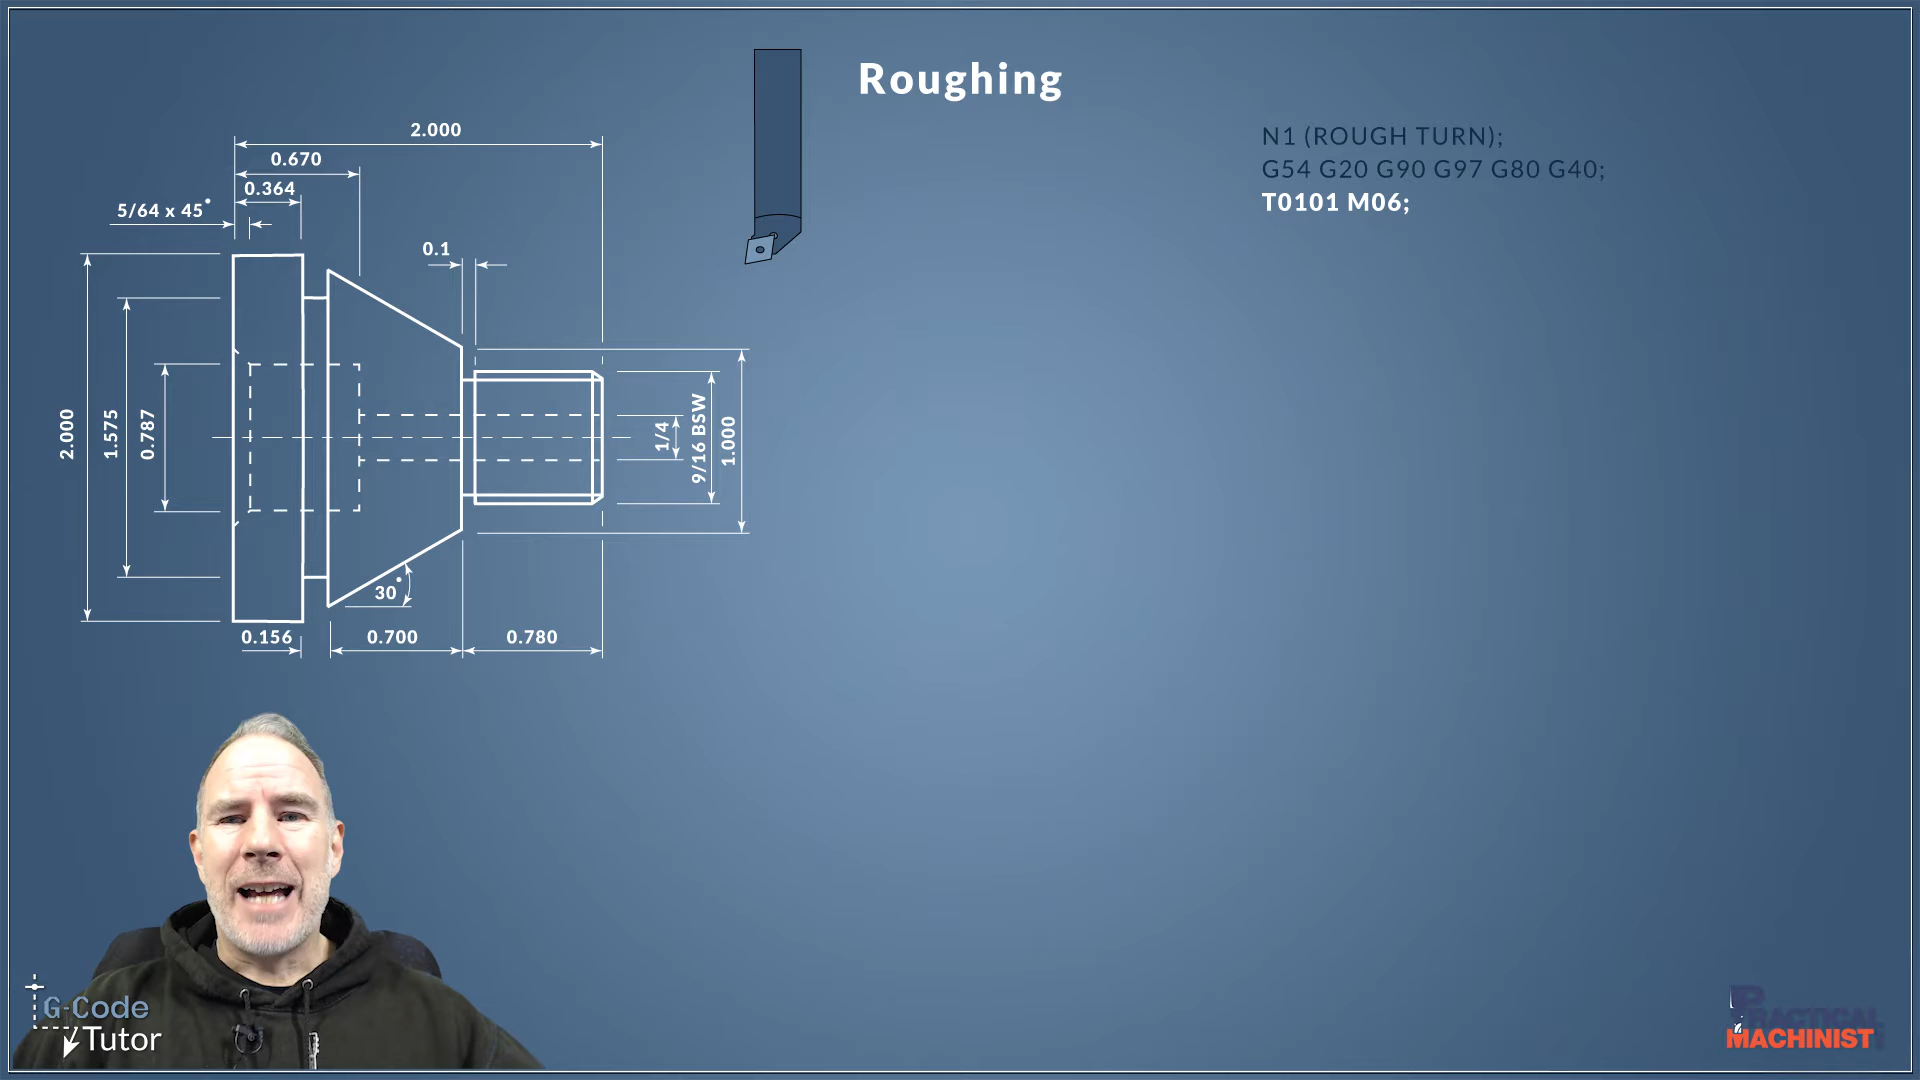 Roughing
N1 (ROUGH TURN);
G54 G20 G90 G97 G80 G40;
T0101 M06;
2.000
0.670
0.364
5/64 x 45°
0.1
2.000
1.575
0.787
1/4
9/16 BSW
1.000
30°
0.156
0.700
0.780
G-Code
Tutor
PRACTICAL
MACHINIST